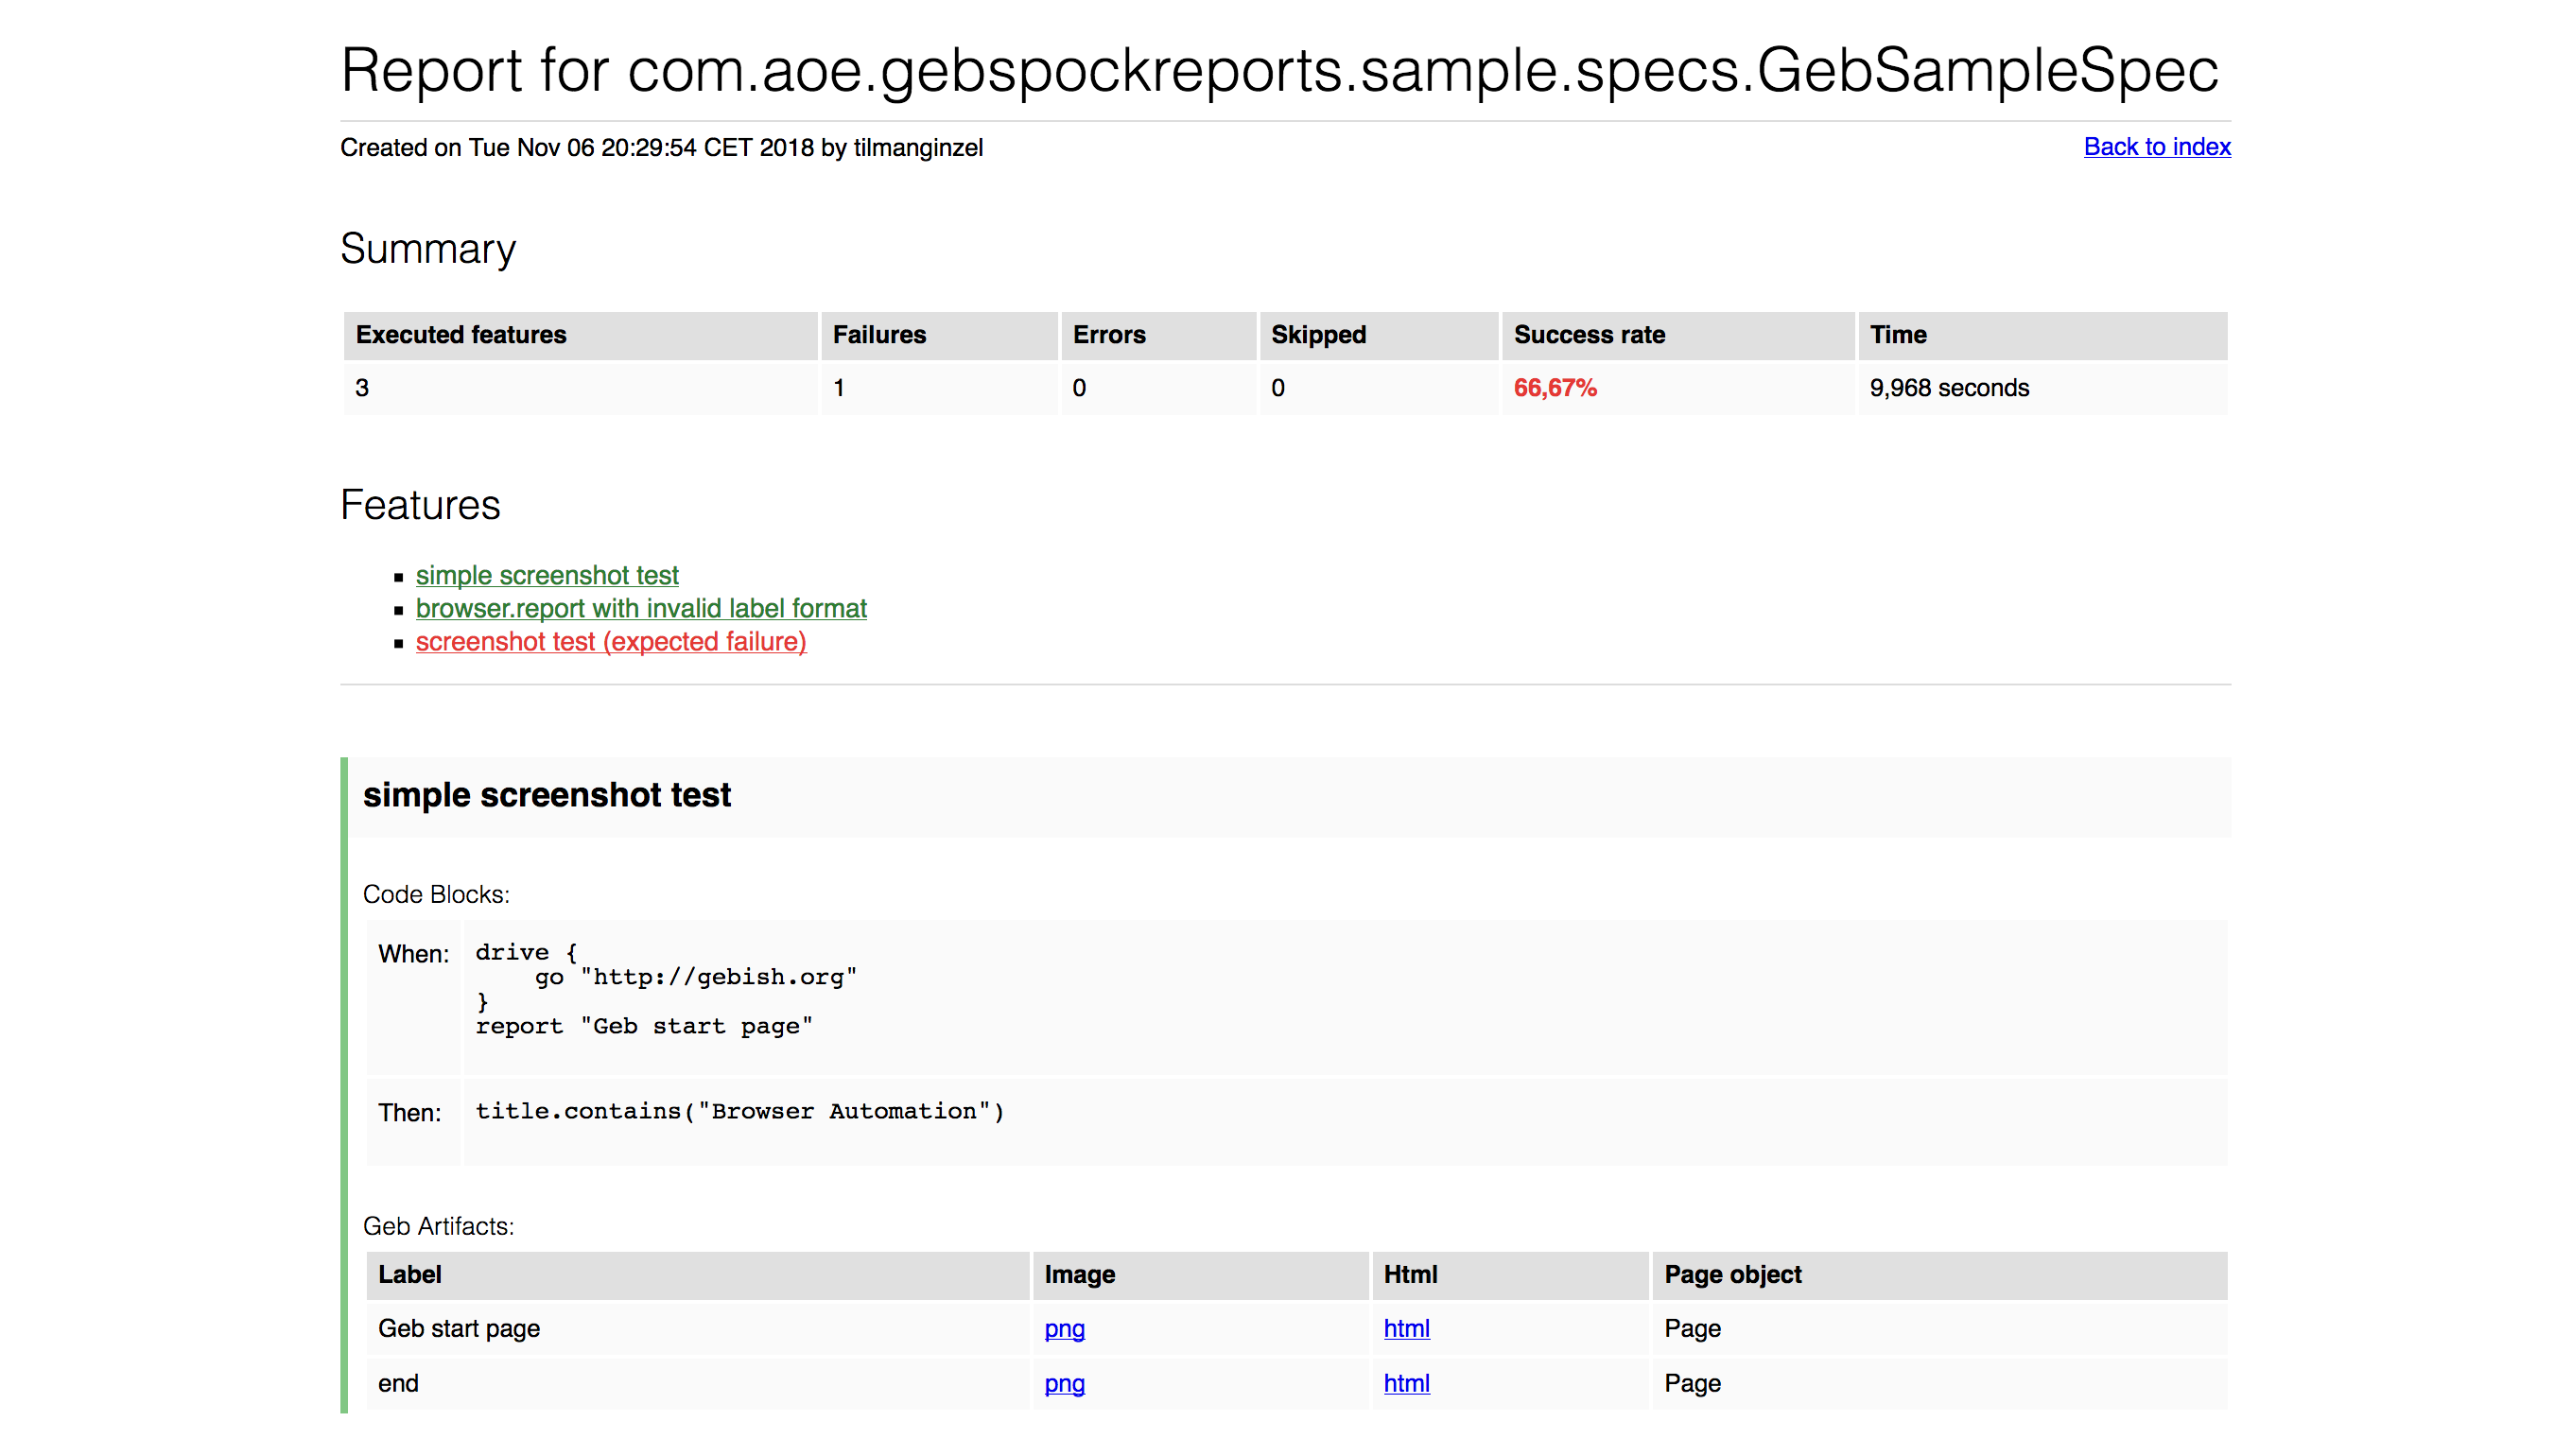 Report for com.aoe.gebspockreports.sample.specs.GebSampleSpec
Created on Tue Nov 06 20:29:54 CET 2018 by tilmanginzel Back to index
Summary
Executed features Failures Errors Skipped Success rate Time
3 1 0 0 66,67% 9,968 seconds
Features
simple screenshot test
browser.report with invalid label format
screenshot test (expected failure)
simple screenshot test
Code Blocks:
When: drive {
go "http://gebish.org"
}
report "Geb start page"
Then: title.contains("Browser Automation")
Geb Artifacts:
Label Image Html Page object
Geb start page png html Page
end png html Page